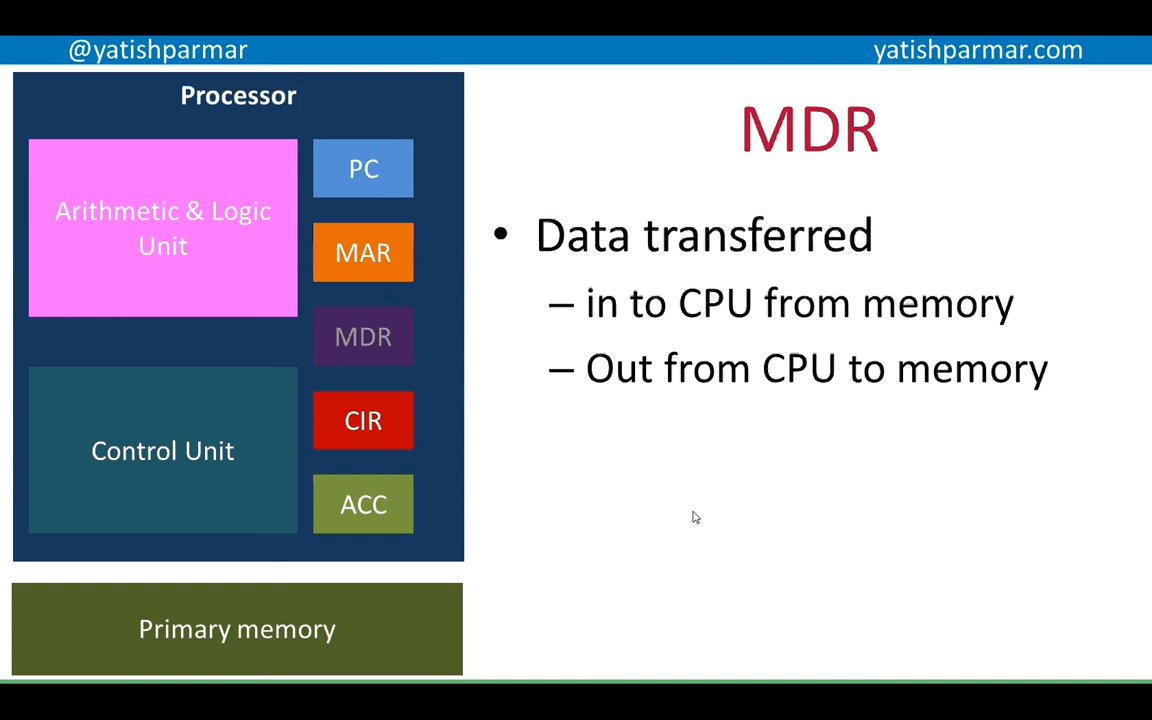 @yatishparmar
yatishparmar.com
Processor
Arithmetic & Logic
Unit
PC
MAR
MDR
CIR
Control Unit
ACC
Primary memory
MDR
• Data transferred
– in to CPU from memory
– Out from CPU to memory